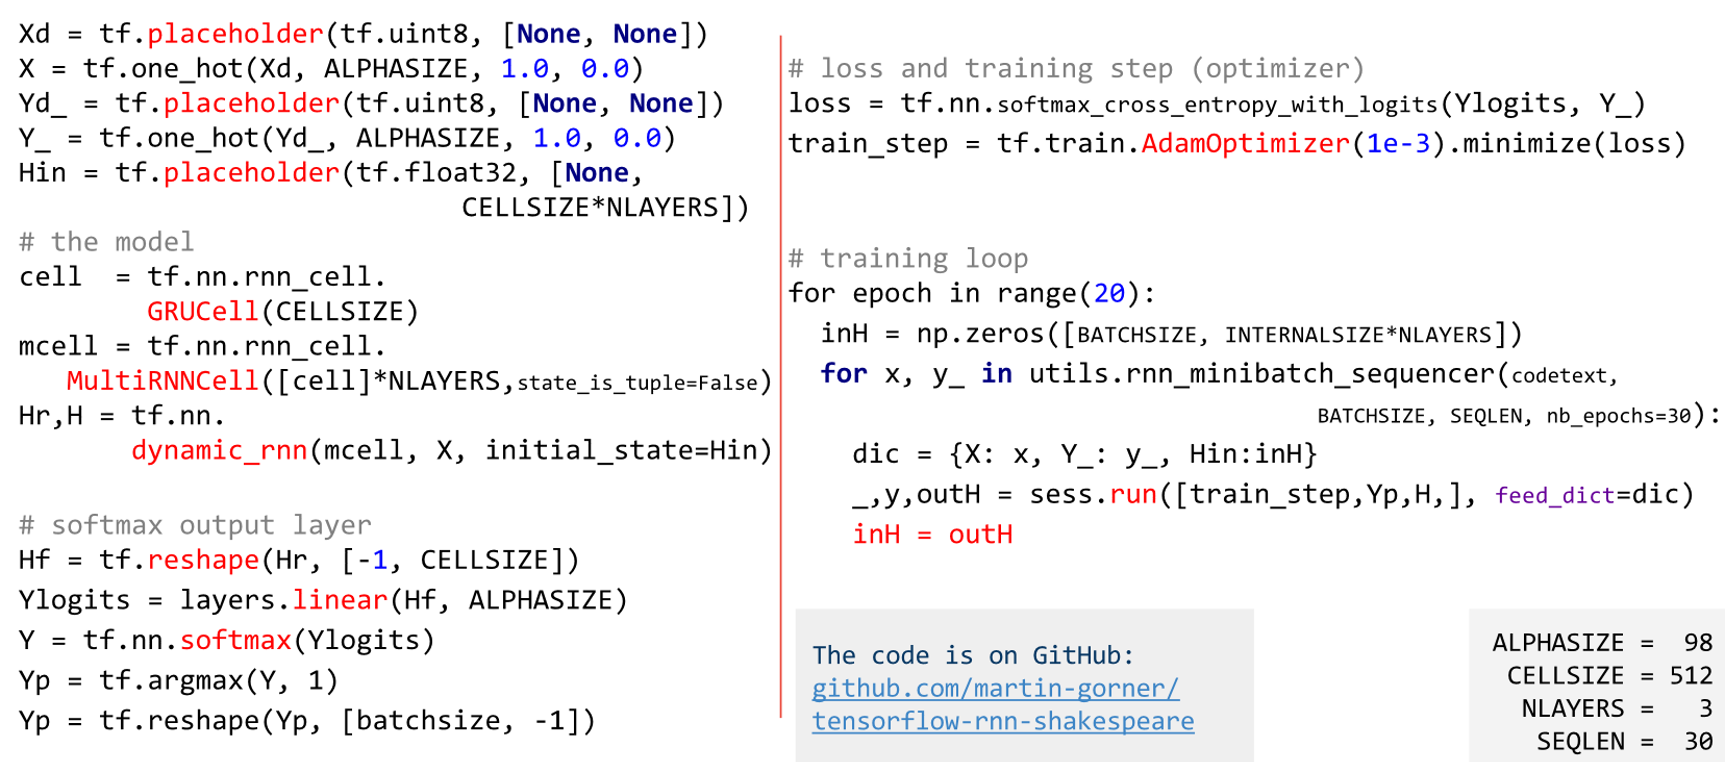 Xd = tf.placeholder(tf.uint8, [None, None])
X = tf.one_hot(Xd, ALPHASIZE, 1.0, 0.0)
Yd_ = tf.placeholder(tf.uint8, [None, None])
Y_ = tf.one_hot(Yd_, ALPHASIZE, 1.0, 0.0)
Hin = tf.placeholder(tf.float32, [None,
CELLSIZE*NLAYERS])
# the model
cell  = tf.nn.rnn_cell.
GRUCell(CELLSIZE)
mcell = tf.nn.rnn_cell.
MultiRNNCell([cell]*NLAYERS,state_is_tuple=False)
Hr,H = tf.nn.
dynamic_rnn(mcell, X, initial_state=Hin)
# softmax output layer
Hf = tf.reshape(Hr, [-1, CELLSIZE])
Ylogits = layers.linear(Hf, ALPHASIZE)
Y = tf.nn.softmax(Ylogits)
Yp = tf.argmax(Y, 1)
Yp = tf.reshape(Yp, [batchsize, -1])
# loss and training step (optimizer)
loss = tf.nn.softmax_cross_entropy_with_logits(Ylogits, Y_)
train_step = tf.train.AdamOptimizer(1e-3).minimize(loss)
# training loop
for epoch in range(20):
inH = np.zeros([BATCHSIZE, INTERNALSIZE*NLAYERS])
for x, y_ in utils.rnn_minibatch_sequencer(codetext,
BATCHSIZE, SEQLEN, nb_epochs=30):
dic = {X: x, Y_: y_, Hin:inH}
_,y,outH = sess.run([train_step,Yp,H,], feed_dict=dic)
inH = outH
The code is on GitHub:
github.com/martin-gorner/
tensorflow-rnn-shakespeare
ALPHASIZE = 98
CELLSIZE = 512
NLAYERS = 3
SEQLEN = 30